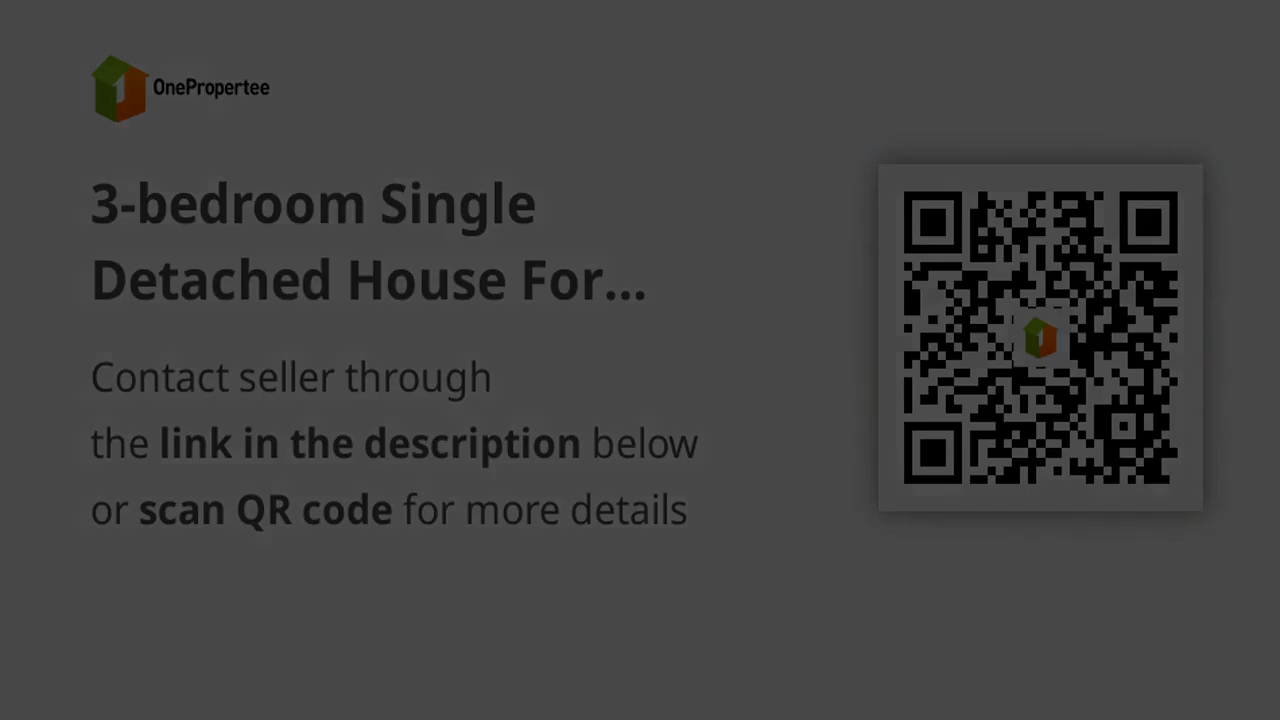 OnePropertee
3-bedroom Single
Detached House For...
Contact seller through
the link in the description below
or scan QR code for more details